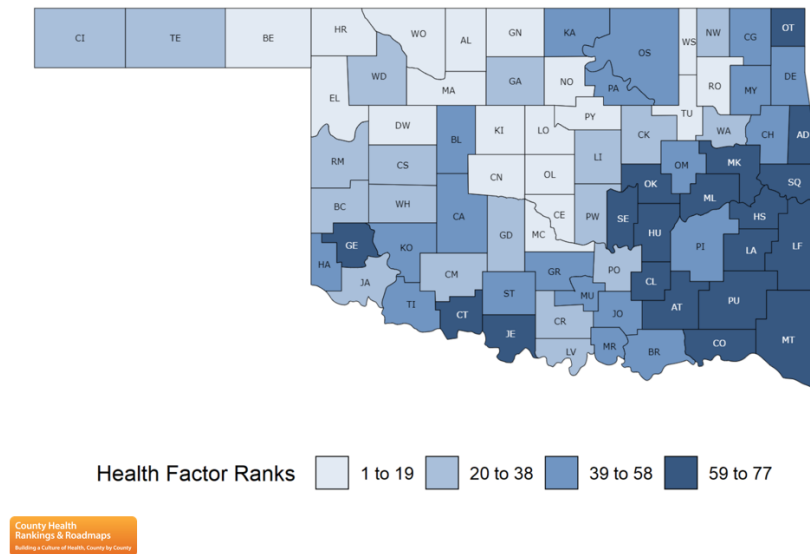 CI TE BE HR WO AL GN KA OS WS NW CG OT
EL WD MA GA NO PA RO MY DE
DW BL KI LO PY CK TU WA CH AD
RM CS CN OL LI OM MK SQ
BC WH CA CE PW SE OK ML HS
GE KO GD MC HU PI LA LF
HA JA CM GR PO CL
TI ST MU JO AT PU
CT JE CR MR BR CO MT
LV
Health Factor Ranks 1 to 19 20 to 38 39 to 58 59 to 77
County Health
Rankings & Roadmaps
Building a Culture of Health, County by County